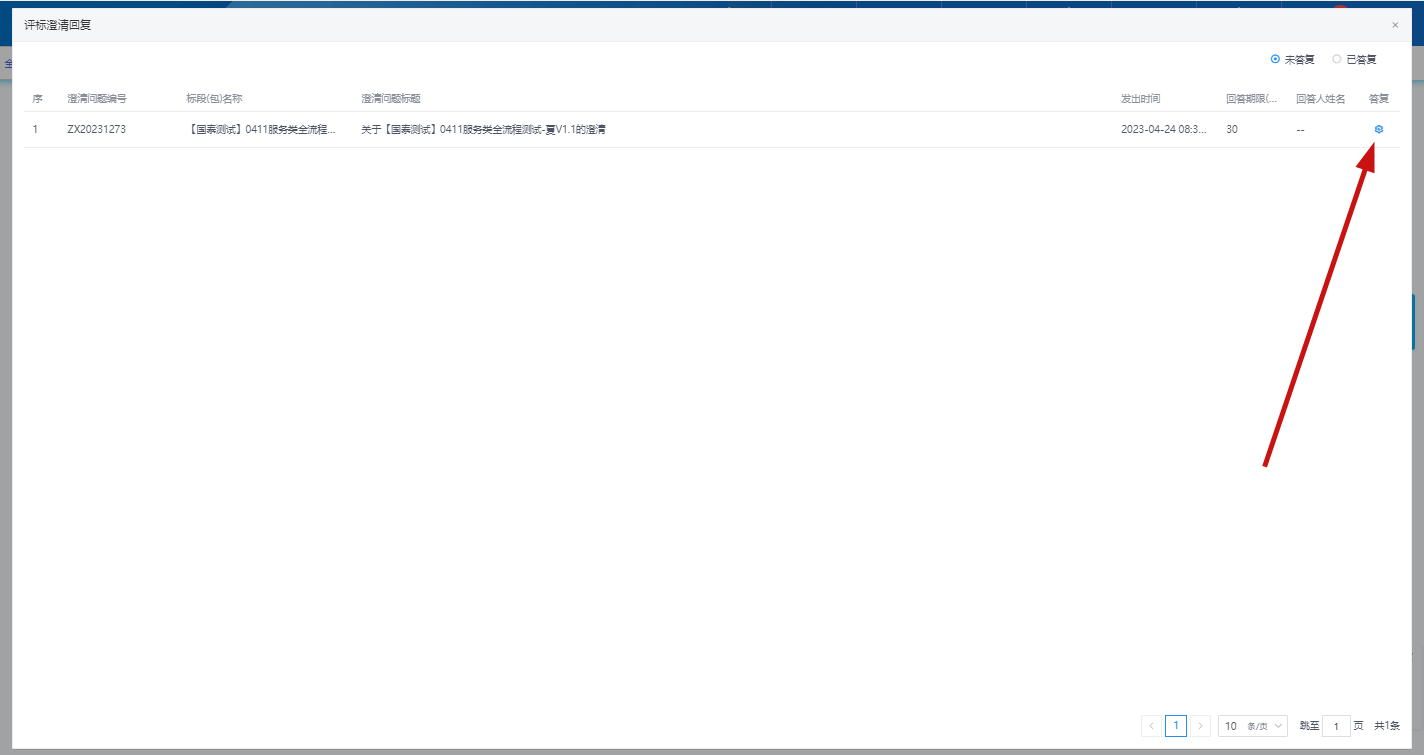 评标澄清回复
×
全
未答复 已答复
序 澄清问题编号 标段(包)名称 澄清问题标题 发出时间 回答期限(... 回答人姓名 答复
1 ZX20231273 【国泰测试】0411服务类全流程... 关于【国泰测试】0411服务类全流程测试-夏V1.1的澄清 2023-04-24 08:3... 30 --
< 1 > 10 条/页 跳至 1 页 共1条